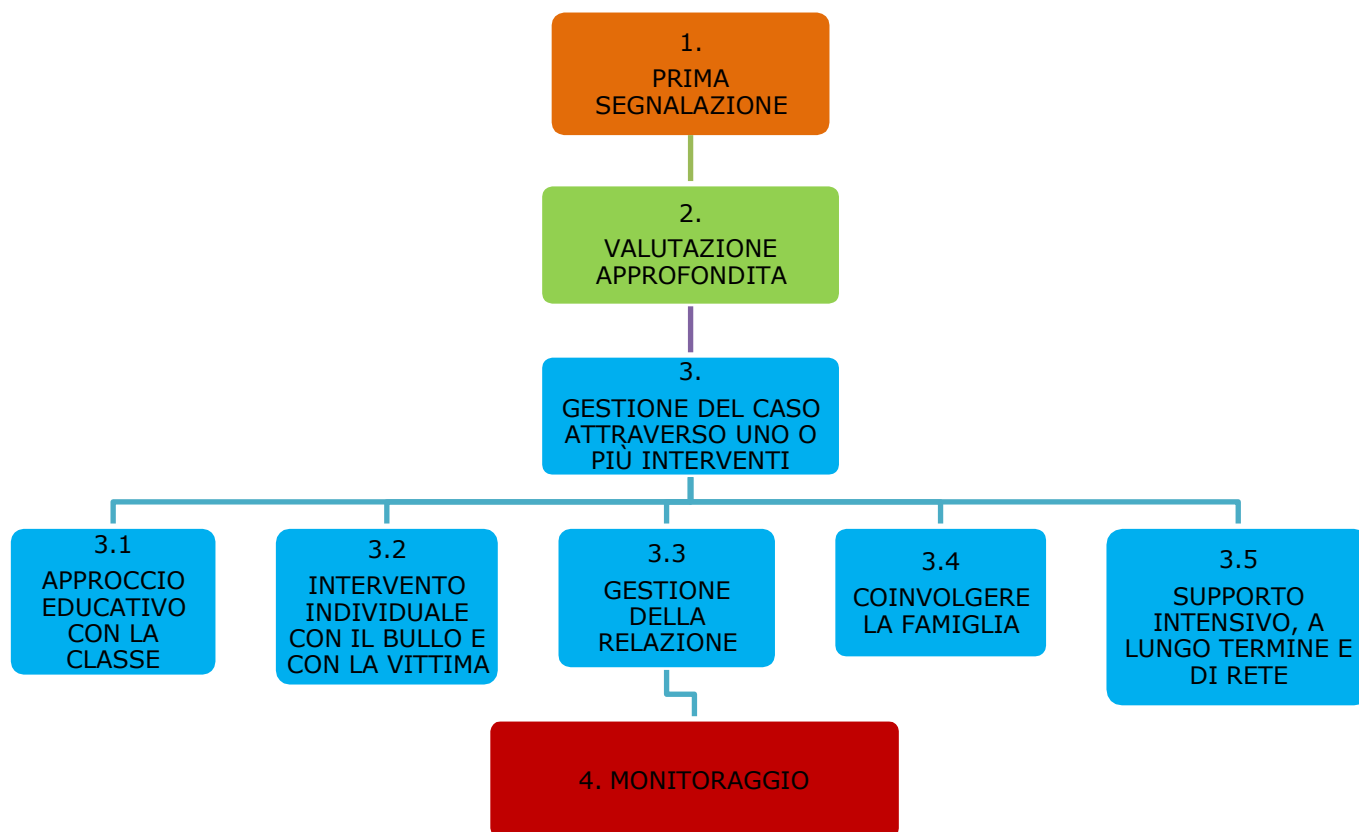 1.
PRIMA
SEGNALAZIONE
2.
VALUTAZIONE
APPROFONDITA
3.
GESTIONE DEL CASO
ATTRAVERSO UNO O
PIÙ INTERVENTI
3.1
APPROCCIO
EDUCATIVO
CON LA
CLASSE
3.2
INTERVENTO
INDIVIDUALE
CON IL BULLO E
CON LA VITTIMA
3.3
GESTIONE
DELLA
RELAZIONE
3.4
COINVOLGERE
LA FAMIGLIA
3.5
SUPPORTO
INTENSIVO, A
LUNGO TERMINE E
DI RETE
4. MONITORAGGIO